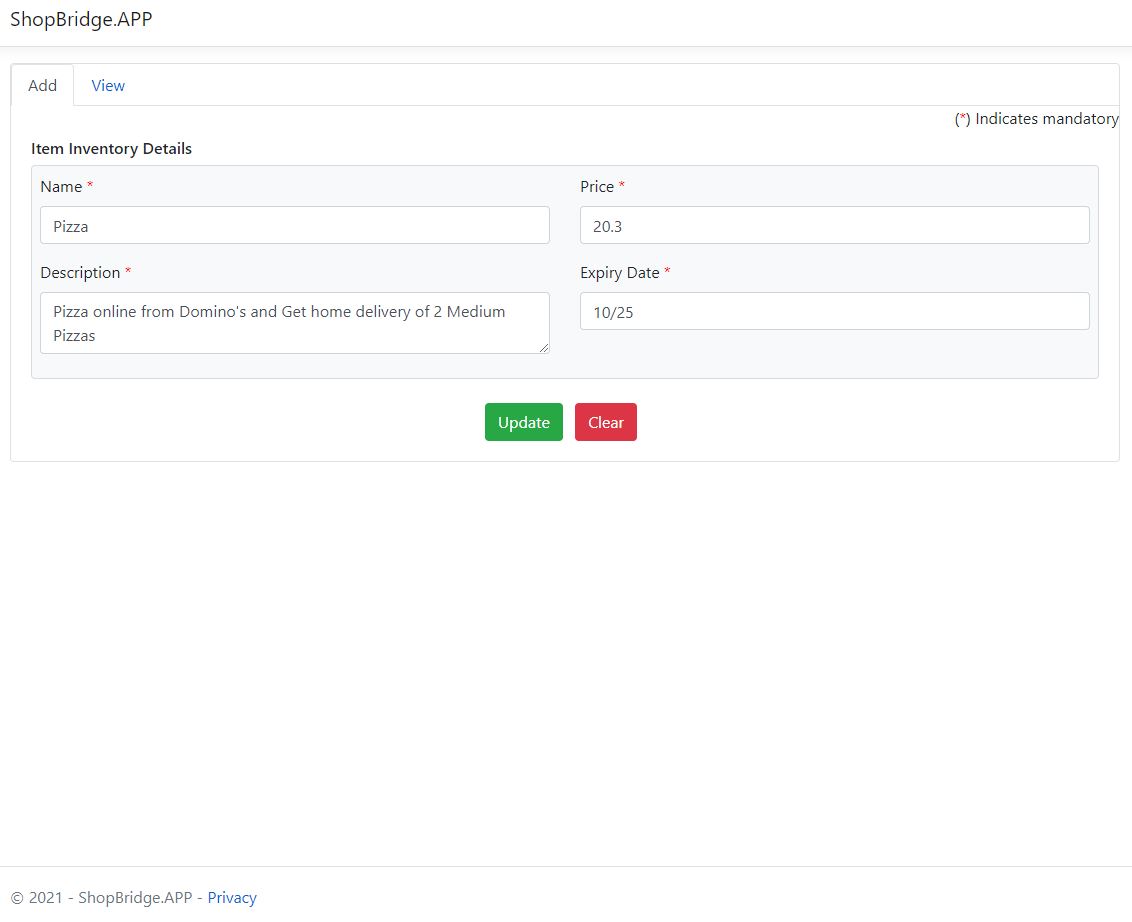 ShopBridge.APP
Add View
(*) Indicates mandatory
Item Inventory Details
Name * Price *
Pizza 20.3
Description * Expiry Date *
Pizza online from Domino's and Get home delivery of 2 Medium 10/25
Pizzas
Update Clear
© 2021 - ShopBridge.APP - Privacy